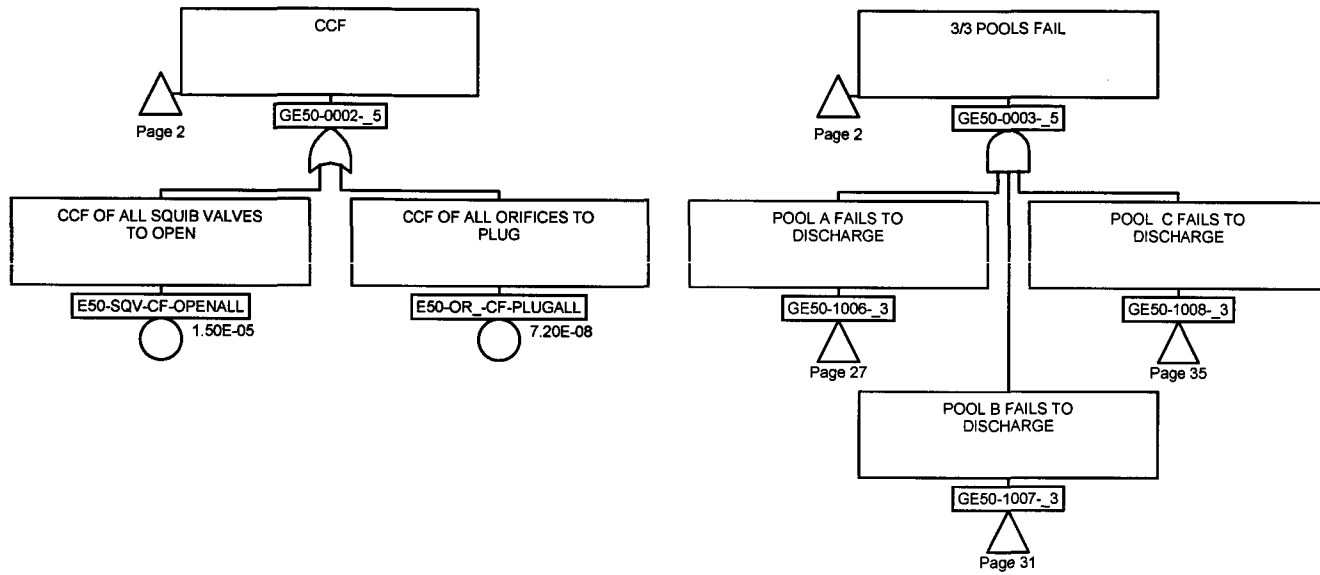 CCF
Page 2
GE50-0002-_5
CCF OF ALL SQUIB VALVES
TO OPEN
E50-SQV-CF-OPENALL
1.50E-05
CCF OF ALL ORIFICES TO
PLUG
E50-OR_-CF-PLUGALL
7.20E-08
3/3 POOLS FAIL
Page 2
GE50-0003-_5
POOL A FAILS TO
DISCHARGE
GE50-1006-_3
Page 27
POOL C FAILS TO
DISCHARGE
GE50-1008-_3
Page 35
POOL B FAILS TO
DISCHARGE
GE50-1007-_3
Page 31